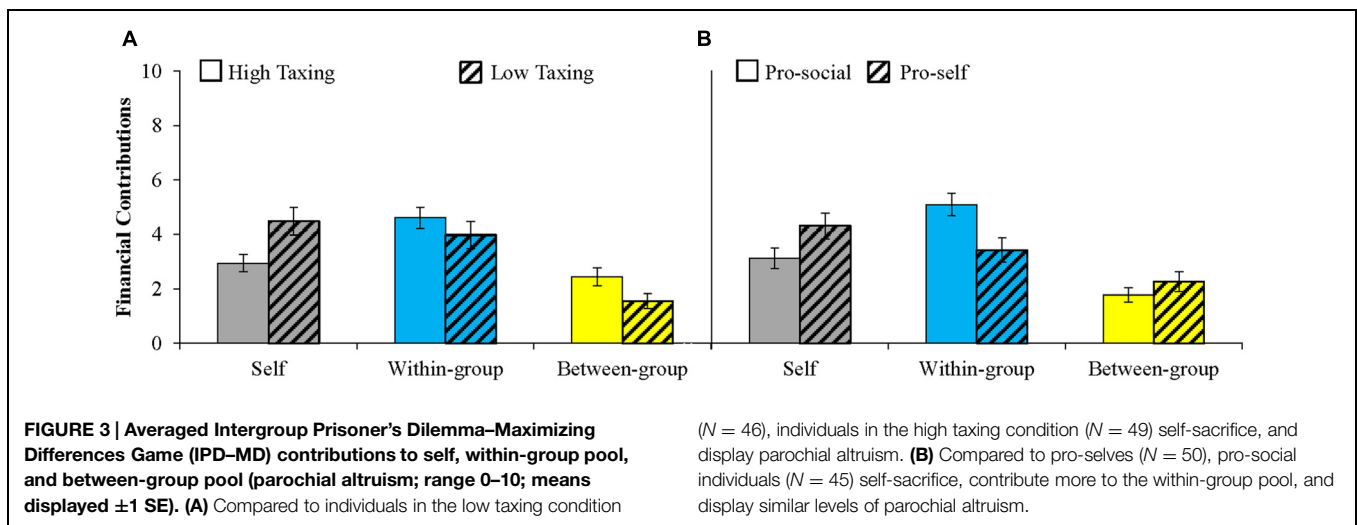 A
B
High Taxing
Low Taxing
Pro-social
Pro-self
Financial Contributions
10
8
6
4
2
0
Self
Within-group
Between-group
Self
Within-group
Between-group
FIGURE 3 | Averaged Intergroup Prisoner's Dilemma–Maximizing
Differences Game (IPD–MD) contributions to self, within-group pool,
and between-group pool (parochial altruism; range 0–10; means
displayed ±1 SE). (A) Compared to individuals in the low taxing condition
(N = 46), individuals in the high taxing condition (N = 49) self-sacrifice, and
display parochial altruism. (B) Compared to pro-selves (N = 50), pro-social
individuals (N = 45) self-sacrifice, contribute more to the within-group pool, and
display similar levels of parochial altruism.